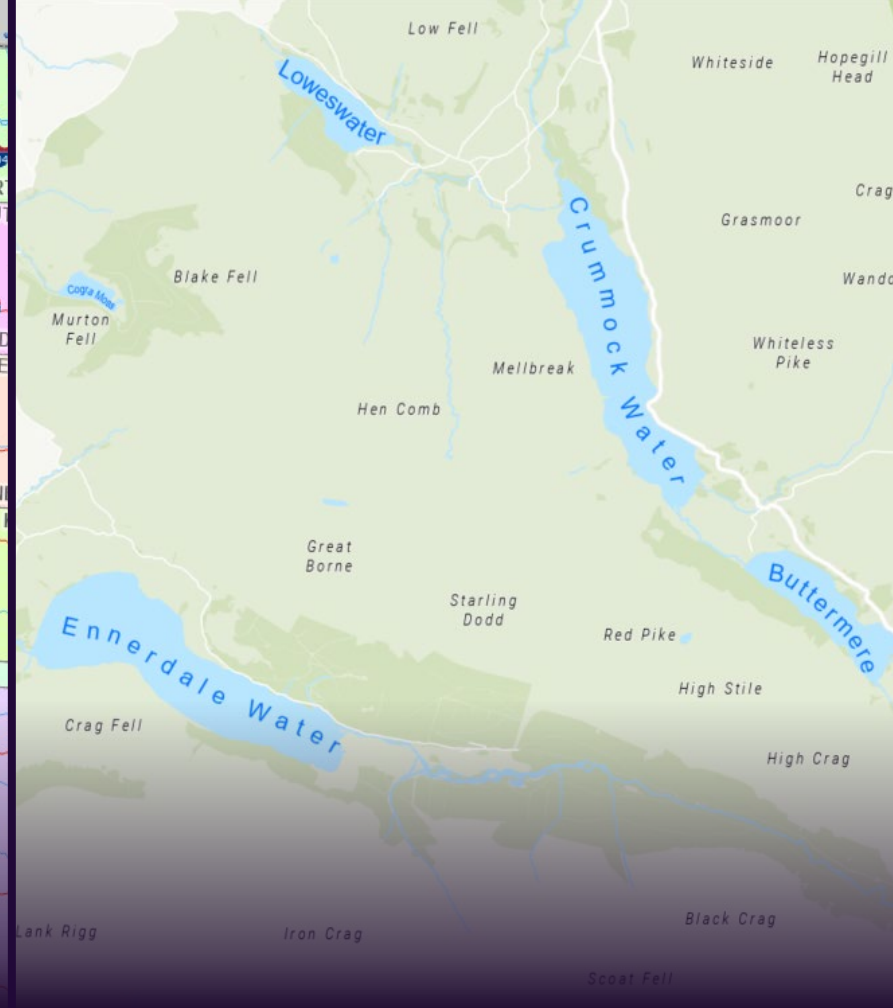 Low Fell
Whiteside
Hopegill
Head
Loweswater
Crag
Crummock Water
Grasmoor
Blake Fell
Cogra Moss
Murton
Fell
Whiteless
Pike
Mellbreak
Hen Comb
Great
Borne
Starling
Dodd
Buttermere
Ennerdale Water
Red Pike
High Stile
Crag Fell
High Crag
Black Crag
Lank Rigg
Iron Crag
Scoat Fell